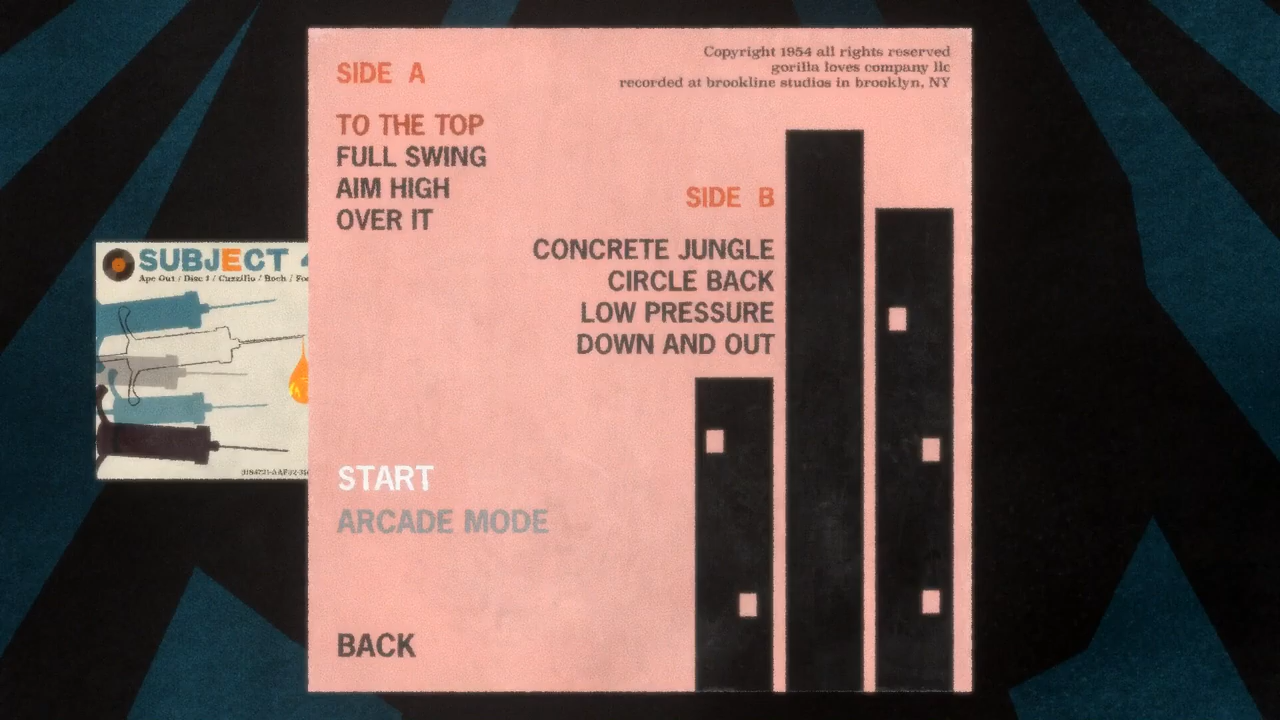 SIDE A
TO THE TOP
FULL SWING
AIM HIGH
OVER IT
Copyright 1954 all rights reserved
gorilla loves company llc
recorded at brookline studios in brooklyn, NY
SIDE B
CONCRETE JUNGLE
CIRCLE BACK
LOW PRESSURE
DOWN AND OUT
SUBJECT
Ape Out / Disc 1 / Cuzzillo / Boch /
START
ARCADE MODE
BACK